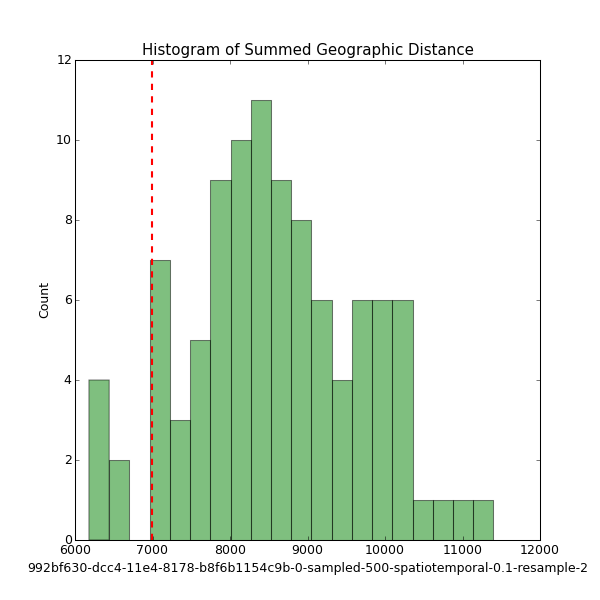 Histogram of Summed Geographic Distance
12
10
8
6
4
2
0
Count
6000 7000 8000 9000 10000 11000 12000
992bf630-dcc4-11e4-8178-b8f6b1154c9b-0-sampled-500-spatiotemporal-0.1-resample-2